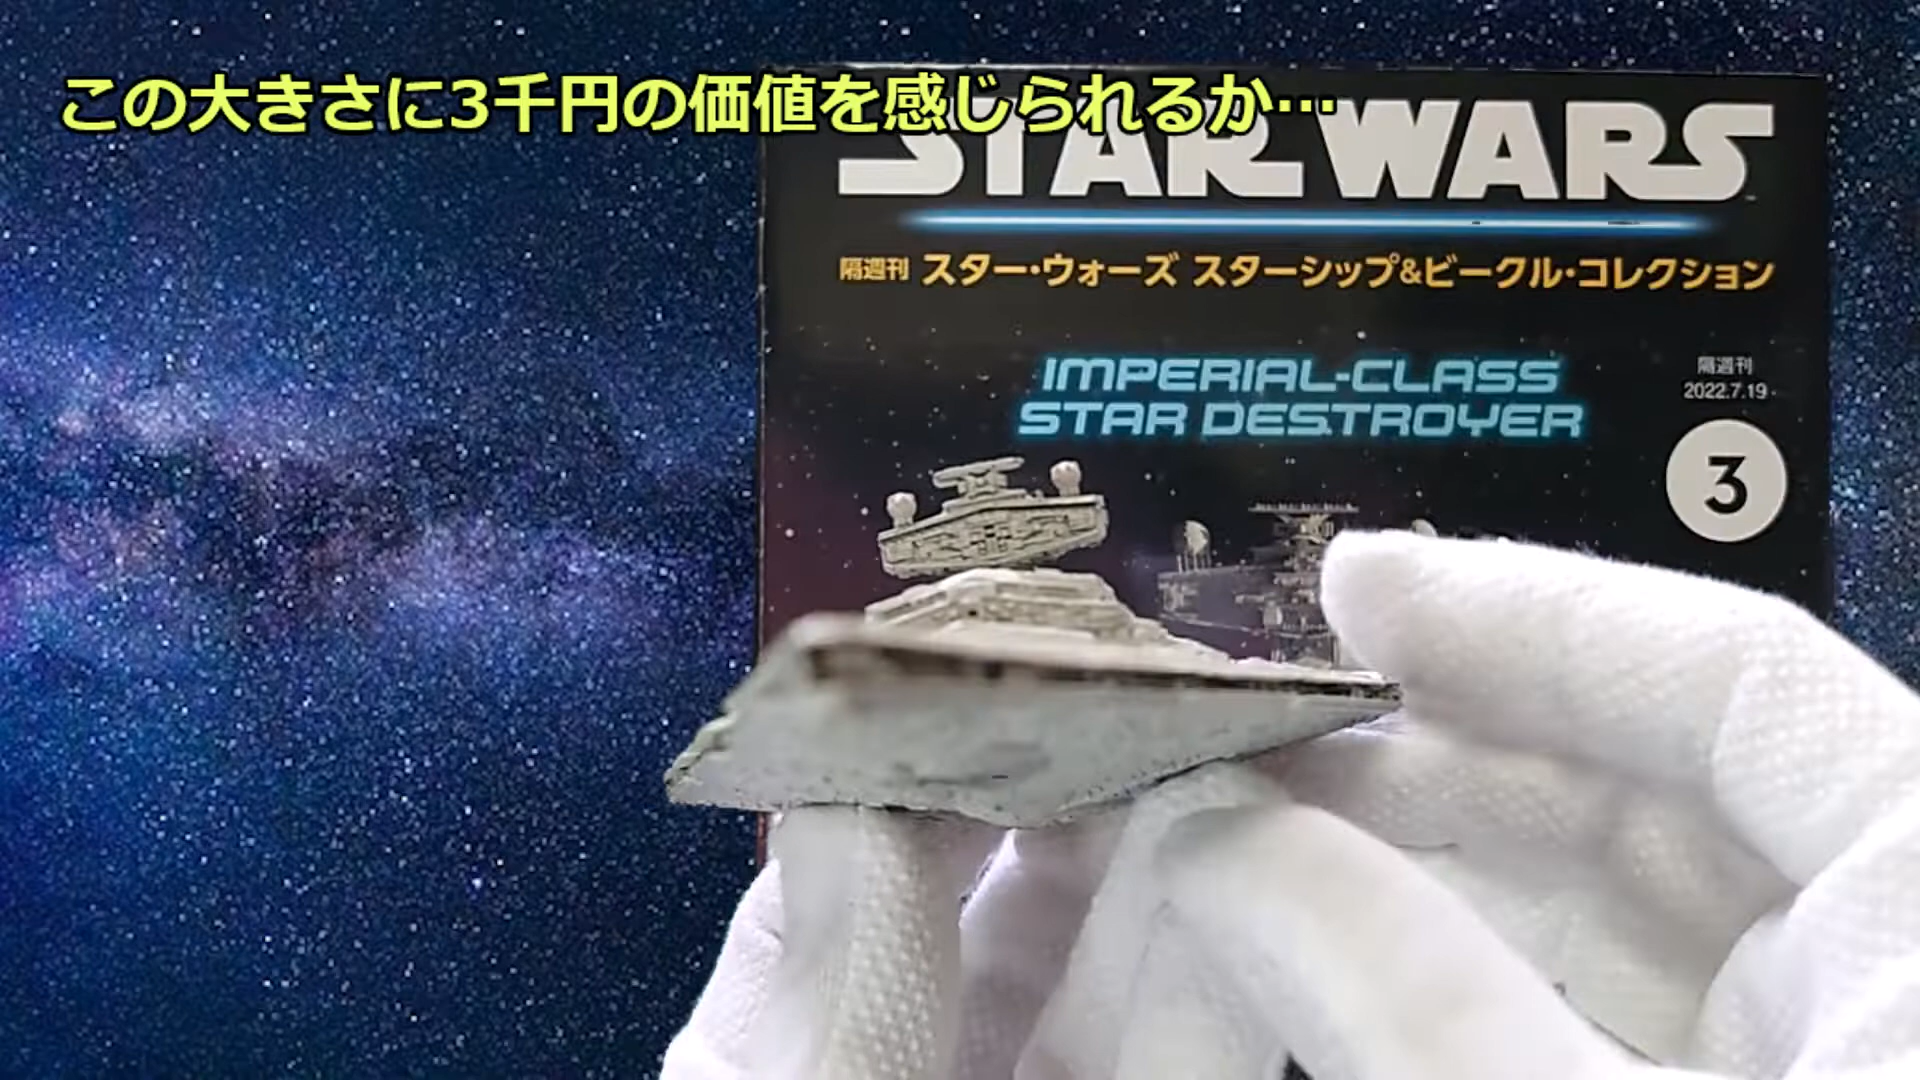 この大きさに3千円の価値を感じられるか…
STAR WARS
隔週刊 スター・ウォーズ スターシップ&ビークル・コレクション
IMPERIAL-CLASS
STAR DESTROYER
隔週刊
2022.7.19
3